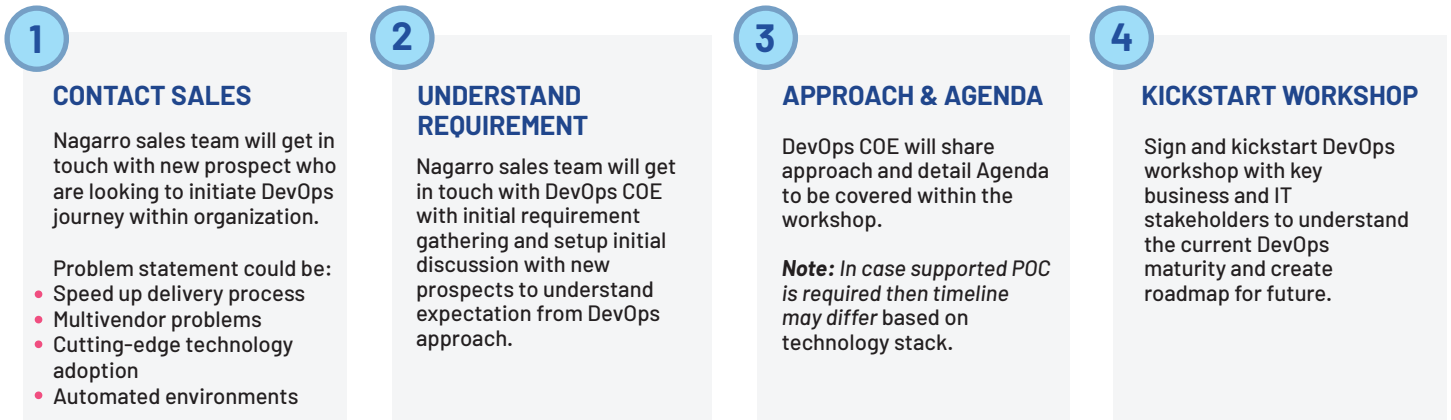 1
CONTACT SALES
Nagarro sales team will get in
touch with new prospect who
are looking to initiate DevOps
journey within organization.
Problem statement could be:
• Speed up delivery process
• Multivendor problems
• Cutting-edge technology
adoption
• Automated environments
2
UNDERSTAND
REQUIREMENT
Nagarro sales team will get
in touch with DevOps COE
with initial requirement
gathering and setup initial
discussion with new
prospects to understand
expectation from DevOps
approach.
3
APPROACH & AGENDA
DevOps COE will share
approach and detail Agenda
to be covered within the
workshop.
Note: In case supported POC
is required then timeline
may differ based on
technology stack.
4
KICKSTART WORKSHOP
Sign and kickstart DevOps
workshop with key
business and IT
stakeholders to understand
the current DevOps
maturity and create
roadmap for future.